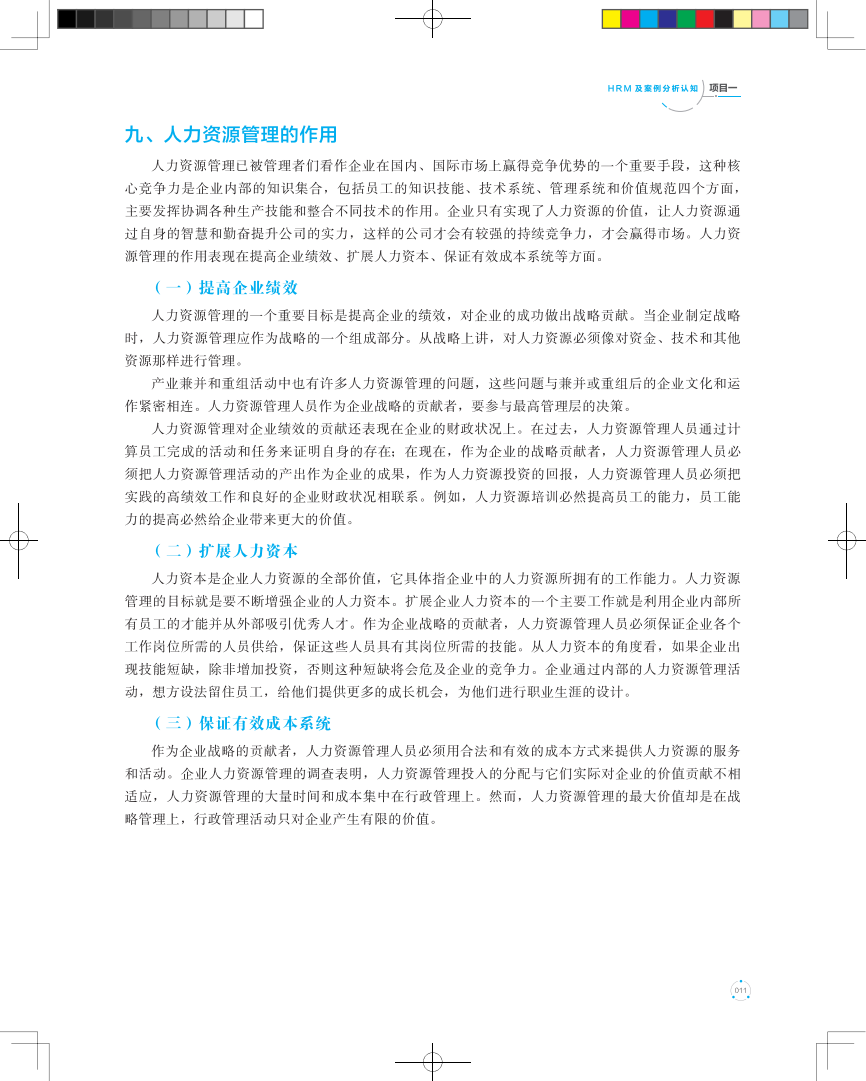 HRM 及案例分析认知 项目一
九、人力资源管理的作用
人力资源管理已被管理者们看作企业在国内、国际市场上赢得竞争优势的一个重要手段，这种核
心竞争力是企业内部的知识集合，包括员工的知识技能、技术系统、管理系统和价值规范四个方面，
主要发挥协调各种生产技能和整合不同技术的作用。企业只有实现了人力资源的价值，让人力资源通
过自身的智慧和勤奋提升公司的实力，这样的公司才会有较强的持续竞争力，才会赢得市场。人力资
源管理的作用表现在提高企业绩效、扩展人力资本、保证有效成本系统等方面。
（一）提高企业绩效
人力资源管理的一个重要目标是提高企业的绩效，对企业的成功做出战略贡献。当企业制定战略
时，人力资源管理应作为战略的一个组成部分。从战略上讲，对人力资源必须像对资金、技术和其他
资源那样进行管理。
产业兼并和重组活动中也有许多人力资源管理的问题，这些问题与兼并或重组后的企业文化和运
作紧密相连。人力资源管理人员作为企业战略的贡献者，要参与最高管理层的决策。
人力资源管理对企业绩效的贡献还表现在企业的财政状况上。在过去，人力资源管理人员通过计
算员工完成的活动和任务来证明自身的存在；在现在，作为企业的战略贡献者，人力资源管理人员必
须把人力资源管理活动的产出作为企业的成果，作为人力资源投资的回报，人力资源管理人员必须把
实践的高绩效工作和良好的企业财政状况相联系。例如，人力资源培训必然提高员工的能力，员工能
力的提高必然给企业带来更大的价值。
（二）扩展人力资本
人力资本是企业人力资源的全部价值，它具体指企业中的人力资源所拥有的工作能力。人力资源
管理的目标就是要不断增强企业的人力资本。扩展企业人力资本的一个主要工作就是利用企业内部所
有员工的才能并从外部吸引优秀人才。作为企业战略的贡献者，人力资源管理人员必须保证企业各个
工作岗位所需的人员供给，保证这些人员具有其岗位所需的技能。从人力资本的角度看，如果企业出
现技能短缺，除非增加投资，否则这种短缺将会危及企业的竞争力。企业通过内部的人力资源管理活
动，想方设法留住员工，给他们提供更多的成长机会，为他们进行职业生涯的设计。
（三）保证有效成本系统
作为企业战略的贡献者，人力资源管理人员必须用合法和有效的成本方式来提供人力资源的服务
和活动。企业人力资源管理的调查表明，人力资源管理投入的分配与它们实际对企业的价值贡献不相
适应，人力资源管理的大量时间和成本集中在行政管理上。然而，人力资源管理的最大价值却是在战
略管理上，行政管理活动只对企业产生有限的价值。
011